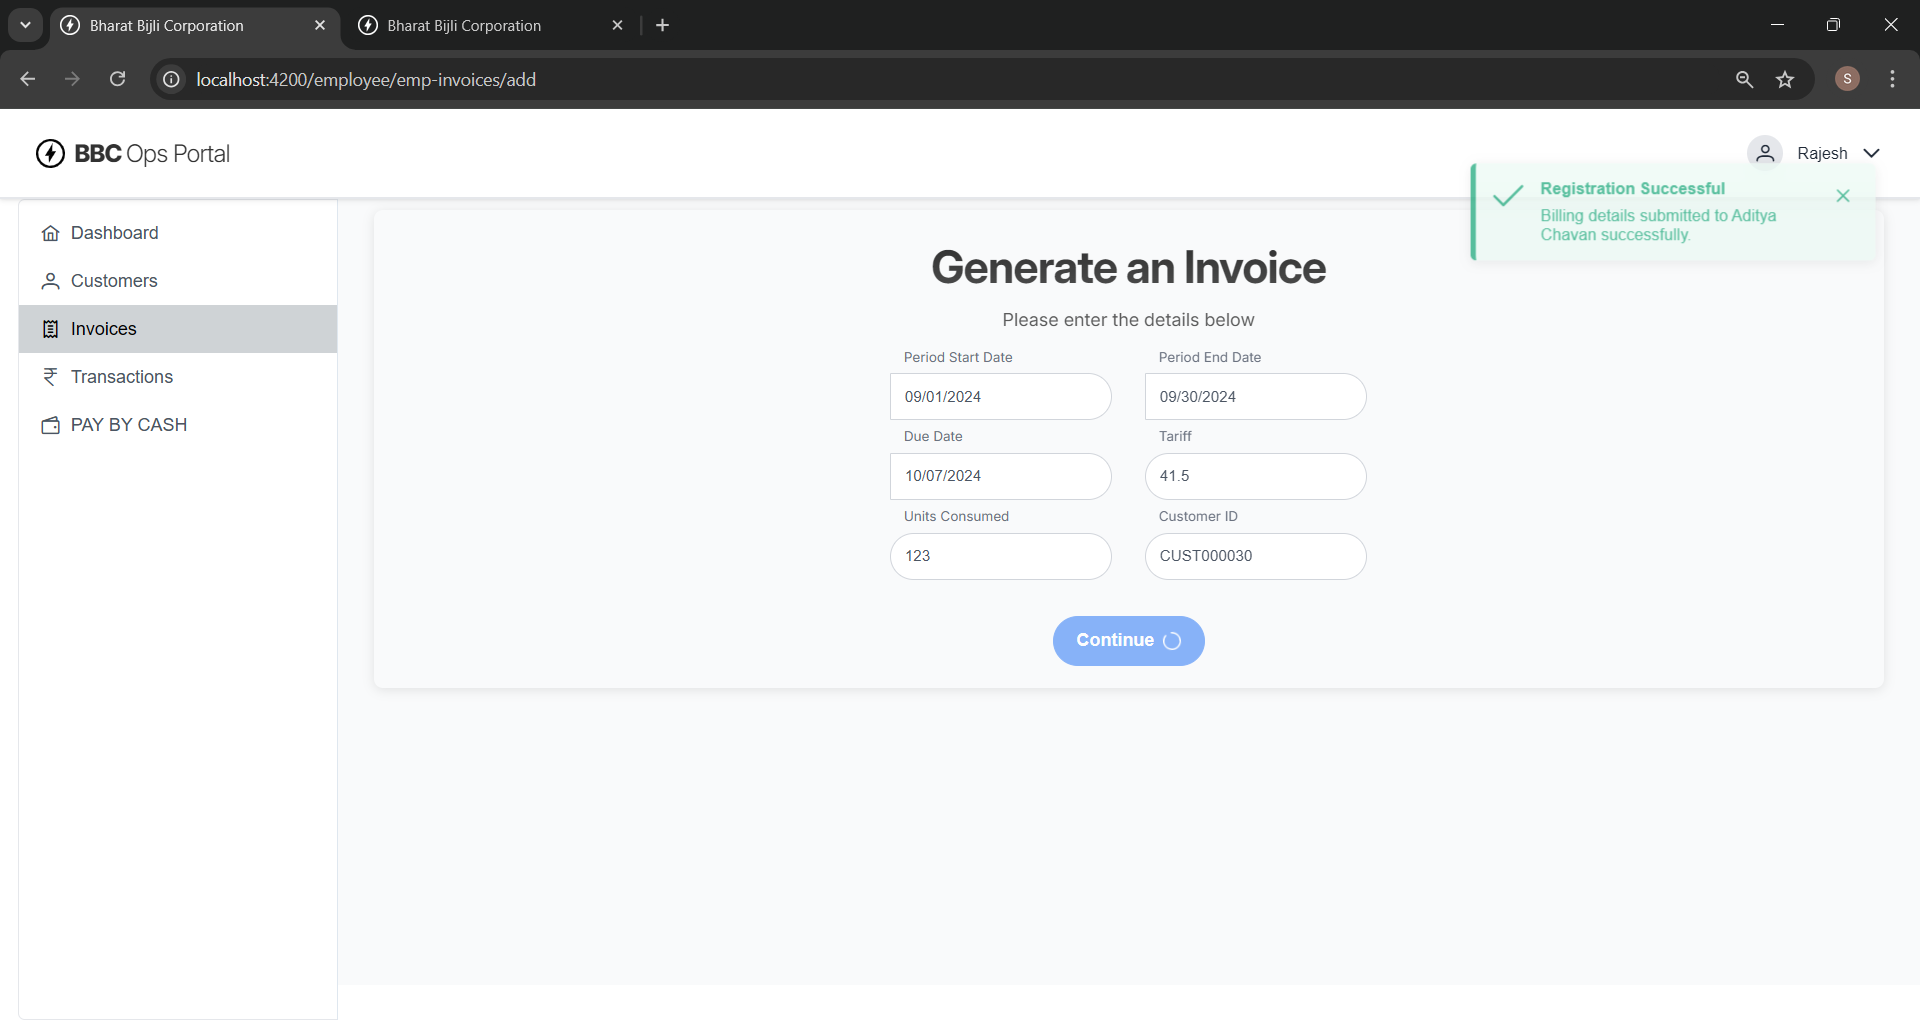 Bharat Bijli Corporation
Bharat Bijli Corporation
localhost:4200/employee/emp-invoices/add
S
BBC Ops Portal
Rajesh
Registration Successful
Billing details submitted to Aditya
Chavan successfully.
Dashboard
Customers
Invoices
Transactions
PAY BY CASH
Generate an Invoice
Please enter the details below
Period Start Date
Period End Date
09/01/2024
09/30/2024
Due Date
Tariff
10/07/2024
41.5
Units Consumed
Customer ID
123
CUST000030
Continue